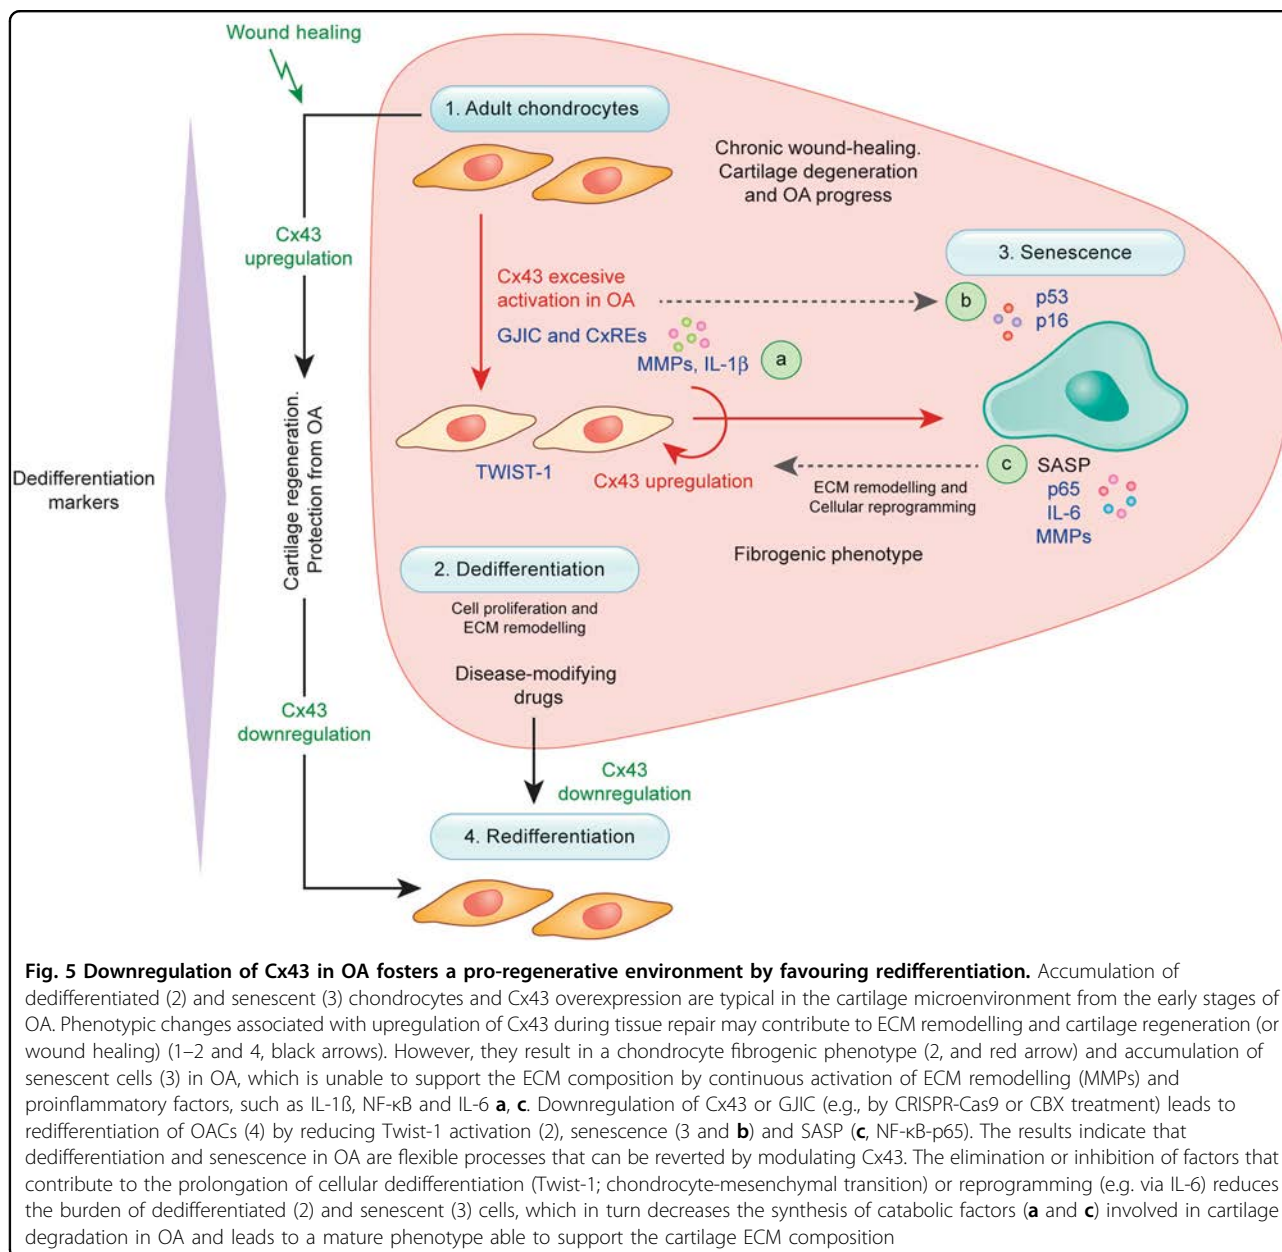 Wound healing
1. Adult chondrocytes
Chronic wound-healing.
Cartilage degeneration
and OA progress
Cx43
upregulation
3. Senescence
Cx43 excesive
activation in OA
b
p53
p16
GJIC and CxREs
MMPs, IL-1β
a
Cartilage regeneration.
Protection from OA
Dedifferentiation
markers
TWIST-1
Cx43 upregulation
c
SASP
p65
IL-6
MMPs
ECM remodelling and
Cellular reprogramming
Fibrogenic phenotype
2. Dedifferentiation
Cell proliferation and
ECM remodelling
Disease-modifying
drugs
Cx43
downregulation
Cx43
downregulation
4. Redifferentiation
Fig. 5 Downregulation of Cx43 in OA fosters a pro-regenerative environment by favouring redifferentiation. Accumulation of
dedifferentiated (2) and senescent (3) chondrocytes and Cx43 overexpression are typical in the cartilage microenvironment from the early stages of
OA. Phenotypic changes associated with upregulation of Cx43 during tissue repair may contribute to ECM remodelling and cartilage regeneration (or
wound healing) (1–2 and 4, black arrows). However, they result in a chondrocyte fibrogenic phenotype (2, and red arrow) and accumulation of
senescent cells (3) in OA, which is unable to support the ECM composition by continuous activation of ECM remodelling (MMPs) and
proinflammatory factors, such as IL-1ß, NF-κB and IL-6 a, c. Downregulation of Cx43 or GJIC (e.g., by CRISPR-Cas9 or CBX treatment) leads to
redifferentiation of OACs (4) by reducing Twist-1 activation (2), senescence (3 and b) and SASP (c, NF-κB-p65). The results indicate that
dedifferentiation and senescence in OA are flexible processes that can be reverted by modulating Cx43. The elimination or inhibition of factors that
contribute to the prolongation of cellular dedifferentiation (Twist-1; chondrocyte-mesenchymal transition) or reprogramming (e.g. via IL-6) reduces
the burden of dedifferentiated (2) and senescent (3) cells, which in turn decreases the synthesis of catabolic factors (a and c) involved in cartilage
degradation in OA and leads to a mature phenotype able to support the cartilage ECM composition